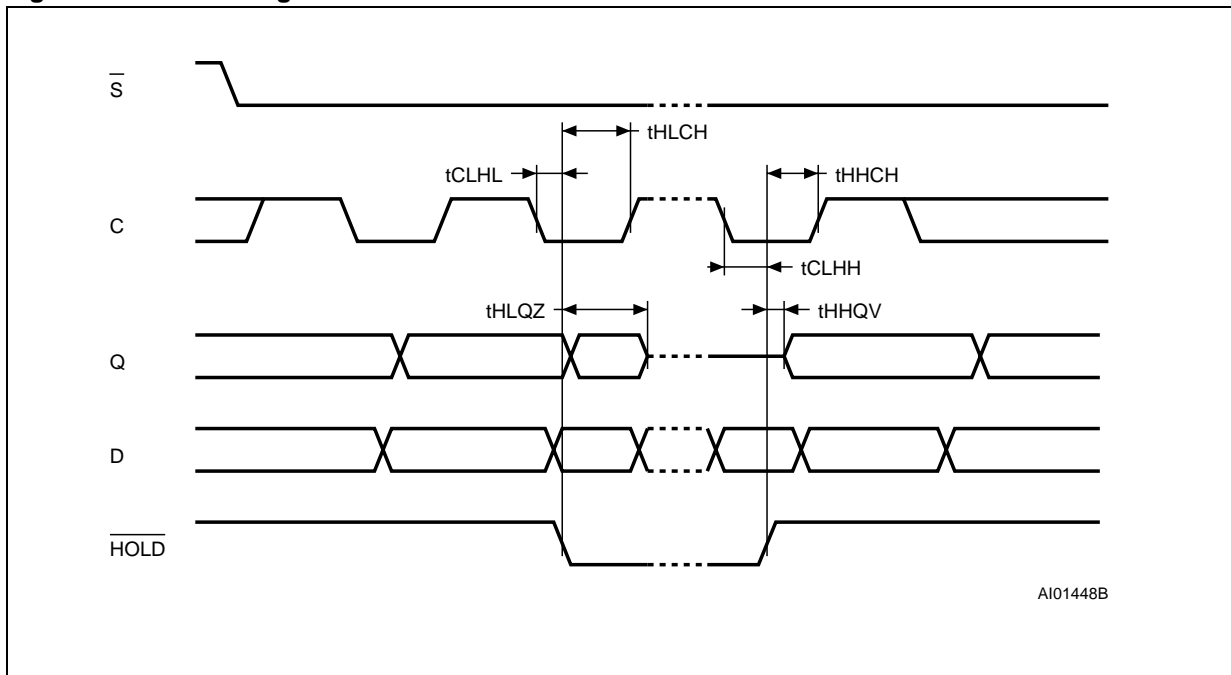 S
tHLCH
tCLHL
tHHCH
C
tCLHH
tHLQZ
tHHQV
Q
D
HOLD
AI01448B